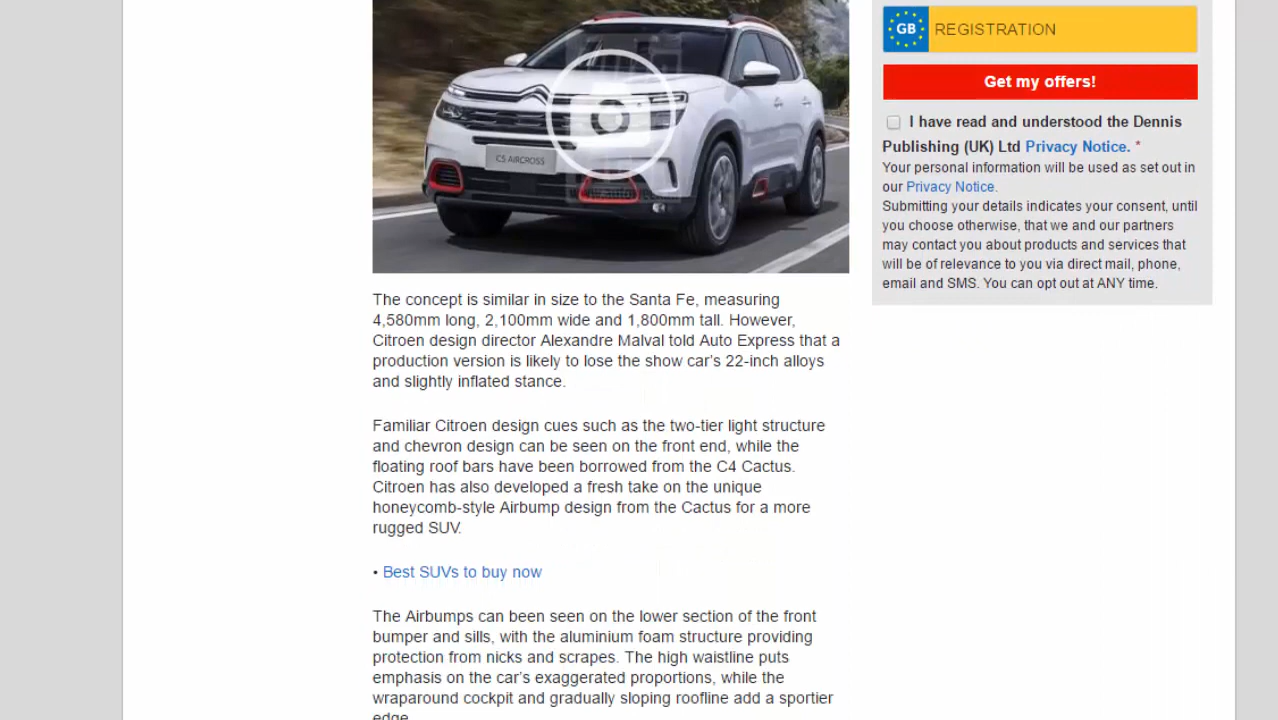 C5 AIRCROSS
The concept is similar in size to the Santa Fe, measuring
4,580mm long, 2,100mm wide and 1,800mm tall. However,
Citroen design director Alexandre Malval told Auto Express that a
production version is likely to lose the show car’s 22-inch alloys
and slightly inflated stance.
Familiar Citroen design cues such as the two-tier light structure
and chevron design can be seen on the front end, while the
floating roof bars have been borrowed from the C4 Cactus.
Citroen has also developed a fresh take on the unique
honeycomb-style Airbump design from the Cactus for a more
rugged SUV.
• Best SUVs to buy now
The Airbumps can been seen on the lower section of the front
bumper and sills, with the aluminium foam structure providing
protection from nicks and scrapes. The high waistline puts
emphasis on the car’s exaggerated proportions, while the
wraparound cockpit and gradually sloping roofline add a sportier
edge.
GB REGISTRATION
Get my offers!
I have read and understood the Dennis
Publishing (UK) Ltd Privacy Notice. *
Your personal information will be used as set out in
our Privacy Notice.
Submitting your details indicates your consent, until
you choose otherwise, that we and our partners
may contact you about products and services that
will be of relevance to you via direct mail, phone,
email and SMS. You can opt out at ANY time.